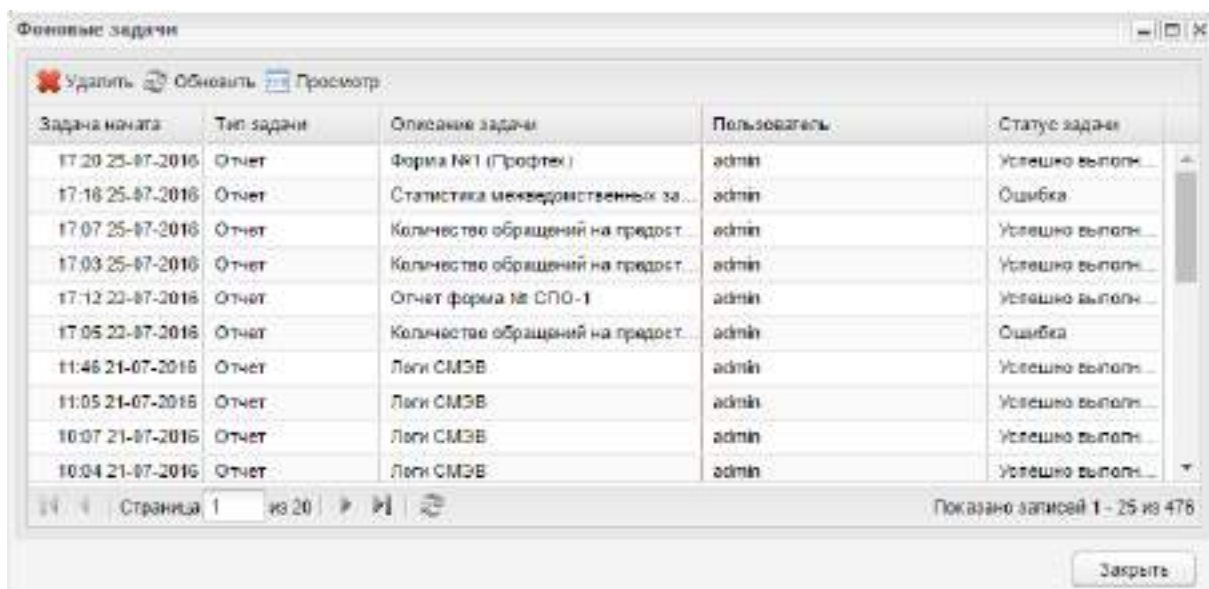 Фоновые задачи
Удалить Обновить Просмотр
Задача начата Тип задачи Описание задачи Пользователь Статус задачи
17:20 25-07-2016 Отчет Форма №1 (Профтех) admin Успешно выполн...
17:16 25-07-2016 Отчет Статистика межведомственных за... admin Ошибка
17:07 25-07-2016 Отчет Количество обращений на предост... admin Успешно выполн...
17:03 25-07-2016 Отчет Количество обращений на предост... admin Успешно выполн...
17:12 22-07-2016 Отчет Отчет форма № СПО-1 admin Успешно выполн...
17:05 22-07-2016 Отчет Количество обращений на предост... admin Ошибка
11:46 21-07-2016 Отчет Логи СМЭВ admin Успешно выполн...
11:05 21-07-2016 Отчет Логи СМЭВ admin Успешно выполн...
10:07 21-07-2016 Отчет Логи СМЭВ admin Успешно выполн...
10:04 21-07-2016 Отчет Логи СМЭВ admin Успешно выполн...
Страница 1 из 20 Показано записей 1 - 25 из 476
Закрыть